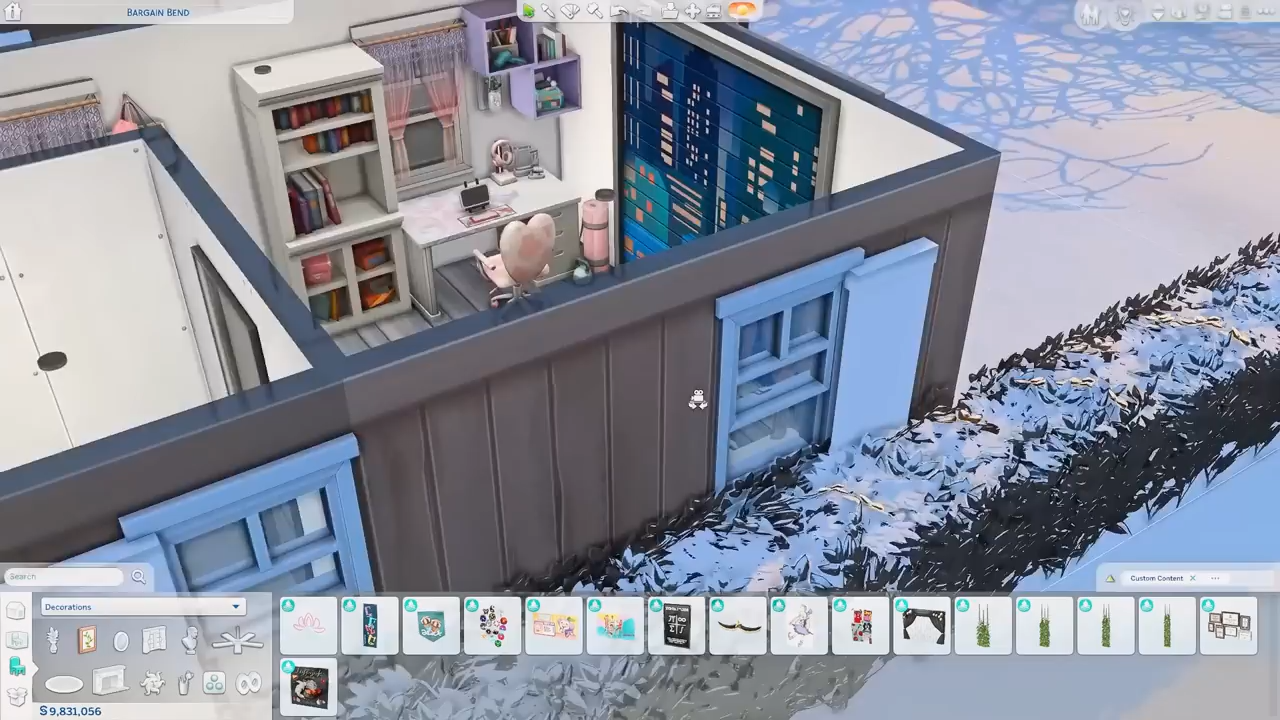 BARGAIN BEND
Search
Decorations
Custom Content
§9,831,056